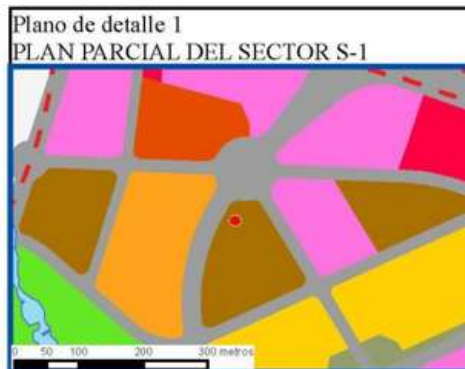 Plano de detalle 1
PLAN PARCIAL DEL SECTOR S-1
0 50 100 200 300 metros